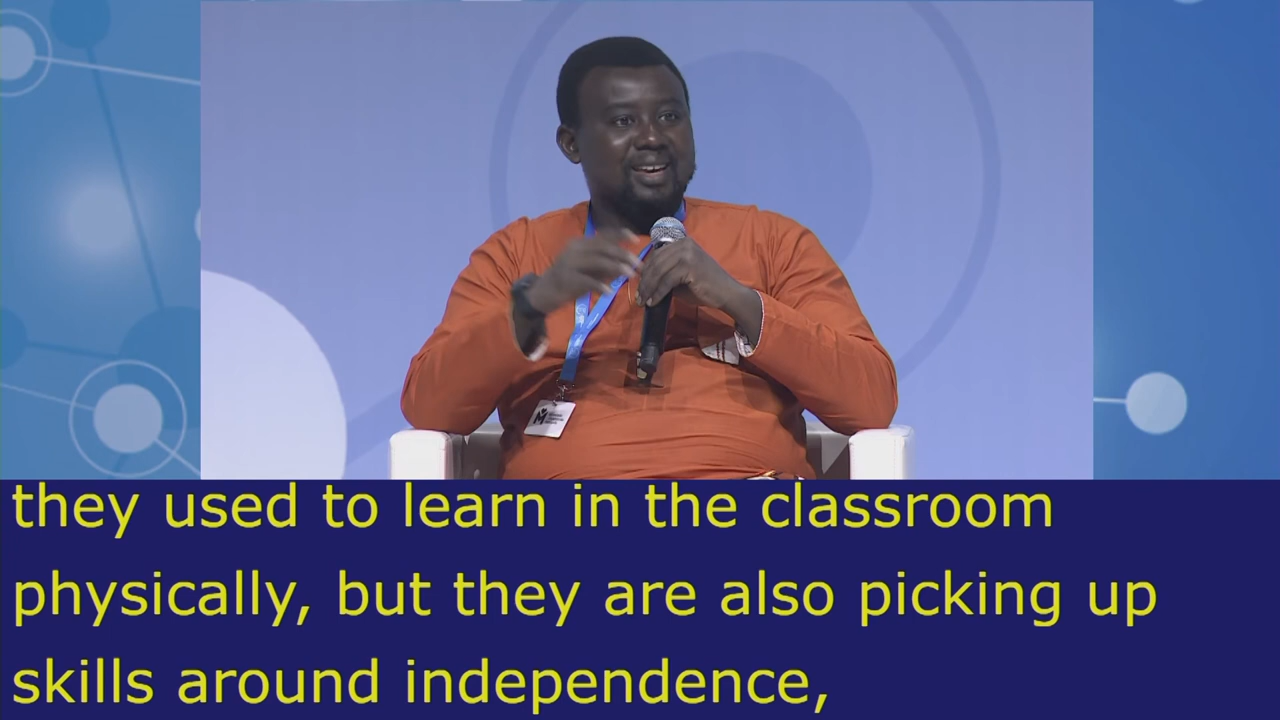 they used to learn in the classroom
physically, but they are also picking up
skills around independence,